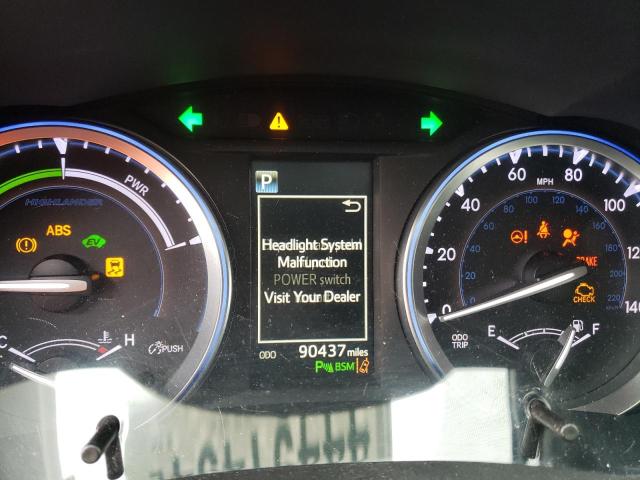 P
PWR
HIGHLANDER
ABS
EV
C
H
PUSH
Headlight System
Malfunction
POWER switch
Visit Your Dealer
ODO 90437 miles
P BSM
0
20
40
60
80
100
120
140
MPH
BRAKE
CHECK
ODO
TRIP
E
F